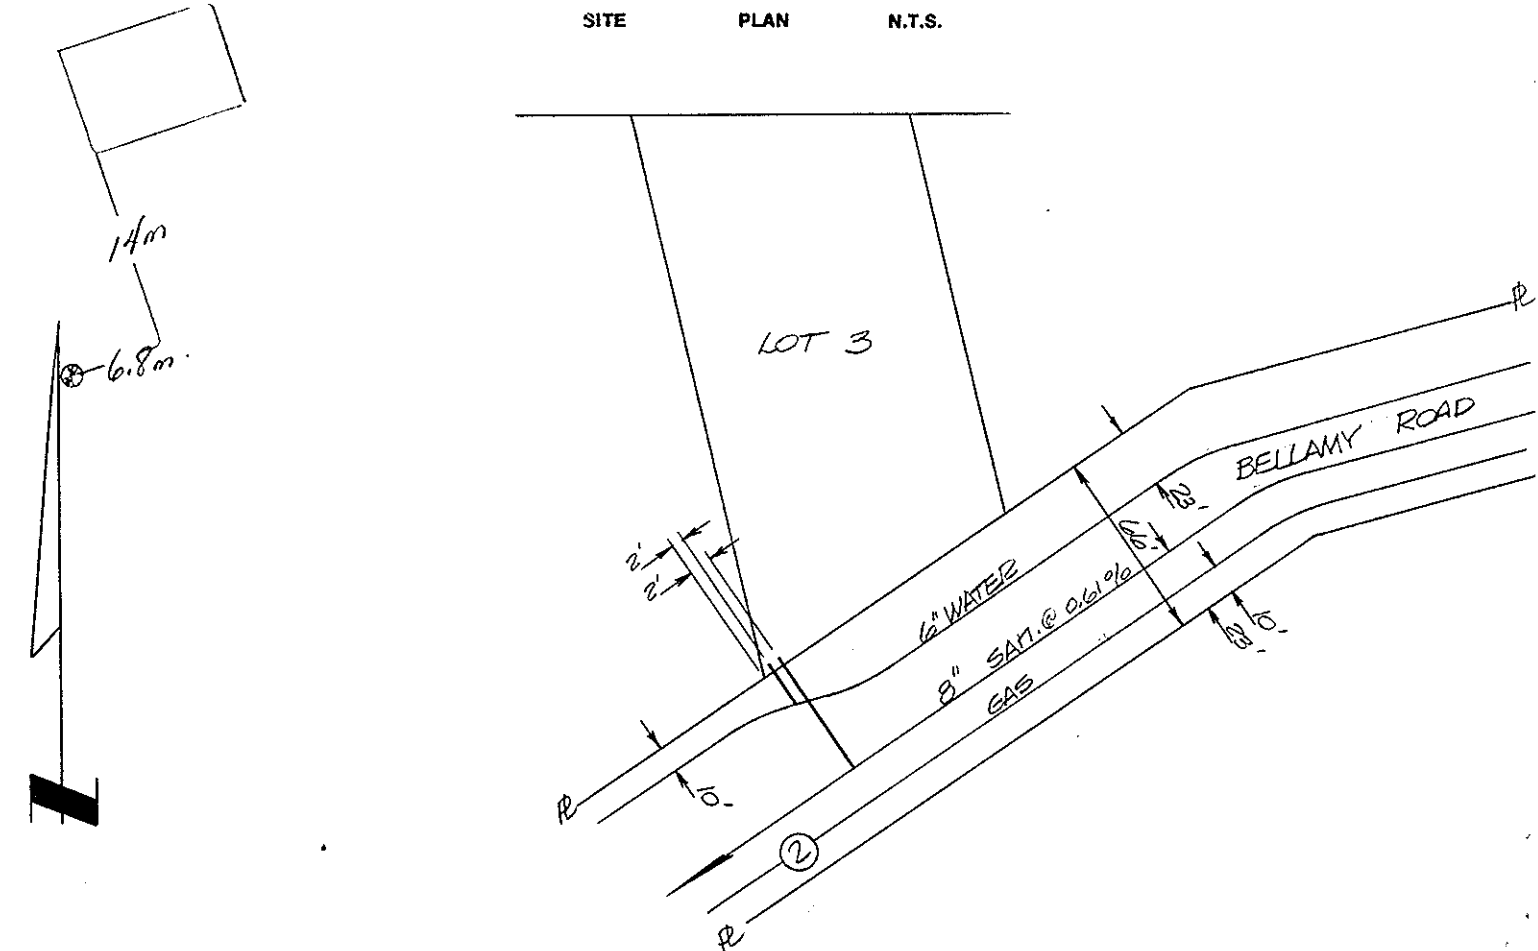 SITE PLAN N.T.S.
14m
6.8m.
LOT 3
℄
BELLAMY ROAD
23'
66'
2'
2'
6" WATER
8" SAN. @ 0.61%
GAS
10'
23'
10'
℄
2
℄